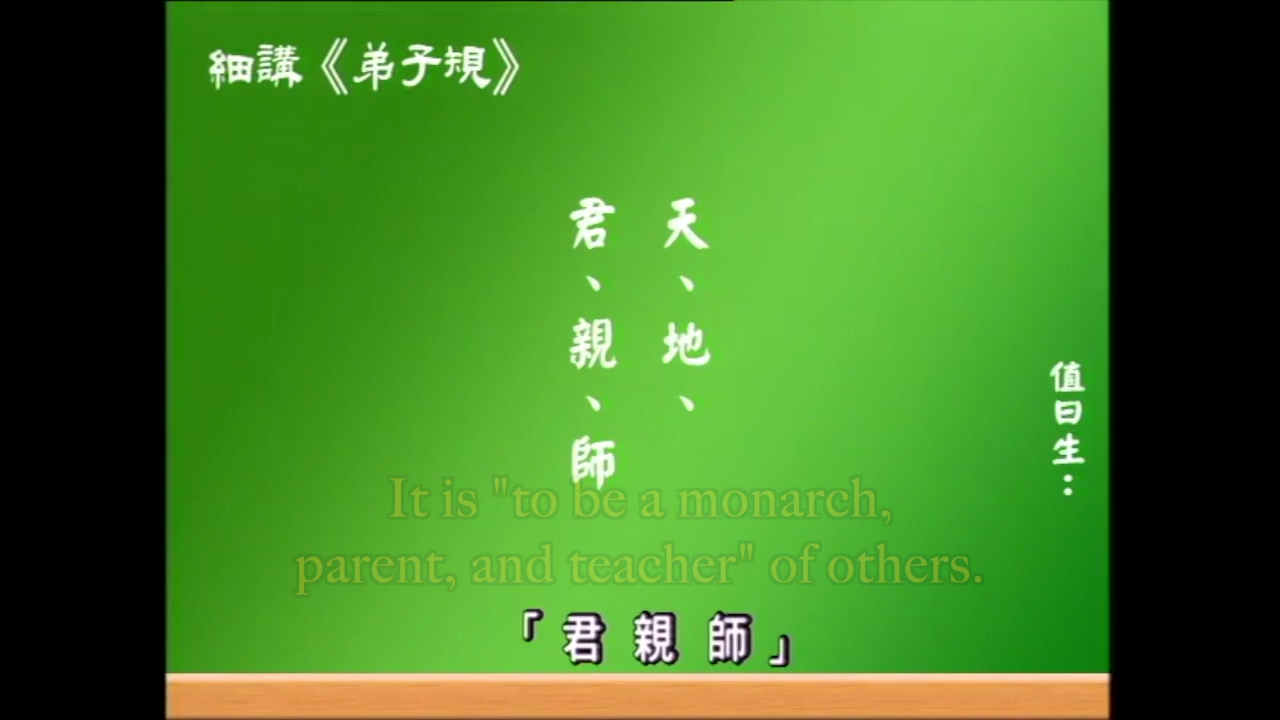 細講《弟子規》
天、地、
君、親、師
值日生：
It is "to be a monarch,
parent, and teacher" of others.
「君親師」